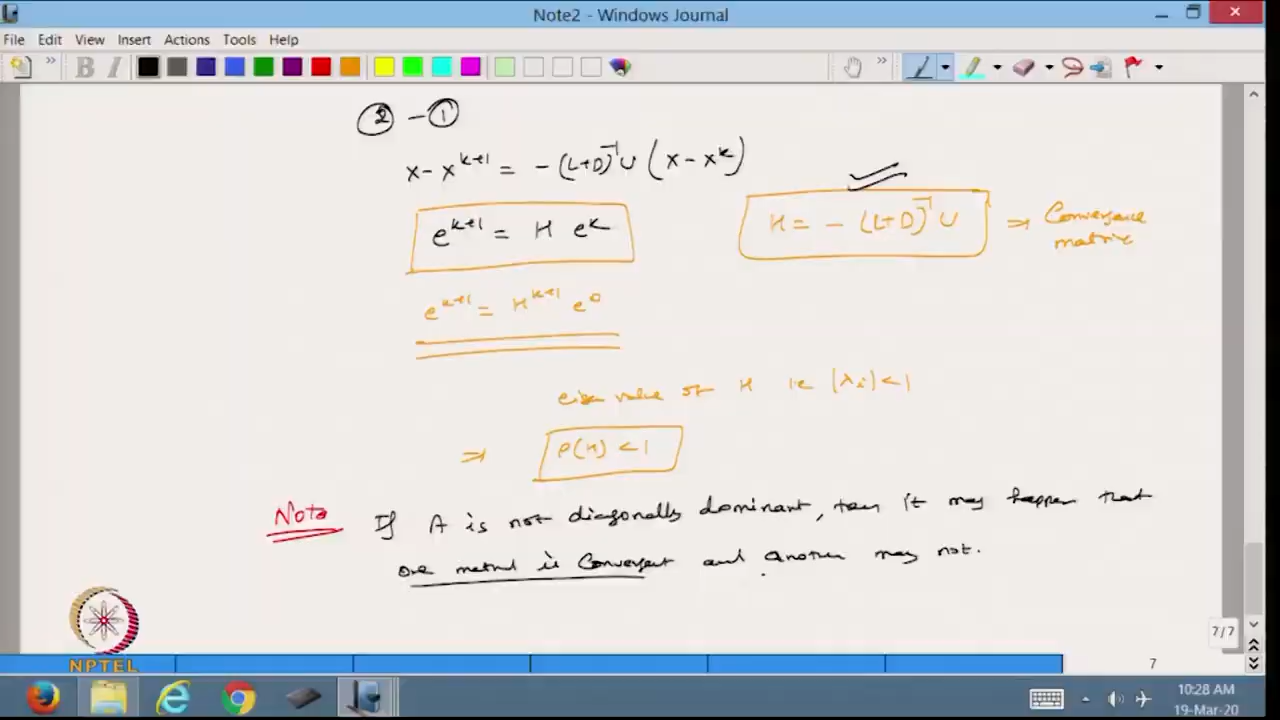 Note2 - Windows Journal
File Edit View Insert Actions Tools Help
② - ①
x - x^{k+1} = - (L+D)^{-1} U (x - x^k)
e^{k+1} = H e^k
H = - (L+D)^{-1} U ⇒ Convergence matrix
e^{k+1} = H^{k+1} e^0
eigen value of H ie |λ_i| < 1
⇒ ρ(H) < 1
Note If A is not diagonally dominant, then it may happen that
one method is Convergent and another may not.
7/7
NPTEL
7
10:28 AM
19-Mar-20